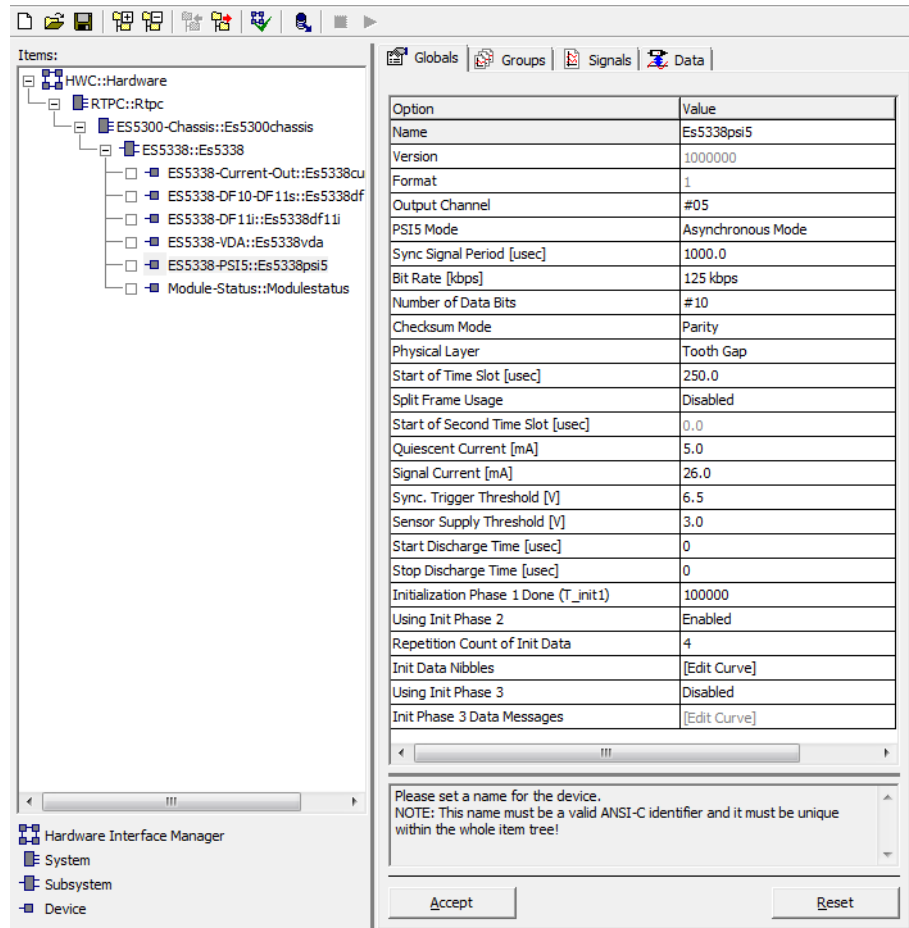 Items:
HWC::Hardware
RTPC::Rtpc
ES5300-Chassis::Es5300chassis
ES5338::Es5338
ES5338-Current-Out::Es5338cu
ES5338-DF10-DF11s::Es5338df
ES5338-DF11i::Es5338df11i
ES5338-VDA::Es5338vda
ES5338-PSI5::Es5338psi5
Module-Status::Modulestatus
Hardware Interface Manager
System
Subsystem
Device
Globals Groups Signals Data
Option Value
Name Es5338psi5
Version 1000000
Format 1
Output Channel #05
PSI5 Mode Asynchronous Mode
Sync Signal Period [usec] 1000.0
Bit Rate [kbps] 125 kbps
Number of Data Bits #10
Checksum Mode Parity
Physical Layer Tooth Gap
Start of Time Slot [usec] 250.0
Split Frame Usage Disabled
Start of Second Time Slot [usec] 0.0
Quiescent Current [mA] 5.0
Signal Current [mA] 26.0
Sync. Trigger Threshold [V] 6.5
Sensor Supply Threshold [V] 3.0
Start Discharge Time [usec] 0
Stop Discharge Time [usec] 0
Initialization Phase 1 Done (T_init1) 100000
Using Init Phase 2 Enabled
Repetition Count of Init Data 4
Init Data Nibbles [Edit Curve]
Using Init Phase 3 Disabled
Init Phase 3 Data Messages [Edit Curve]
Please set a name for the device.
NOTE: This name must be a valid ANSI-C identifier and it must be unique
within the whole item tree!
Accept Reset